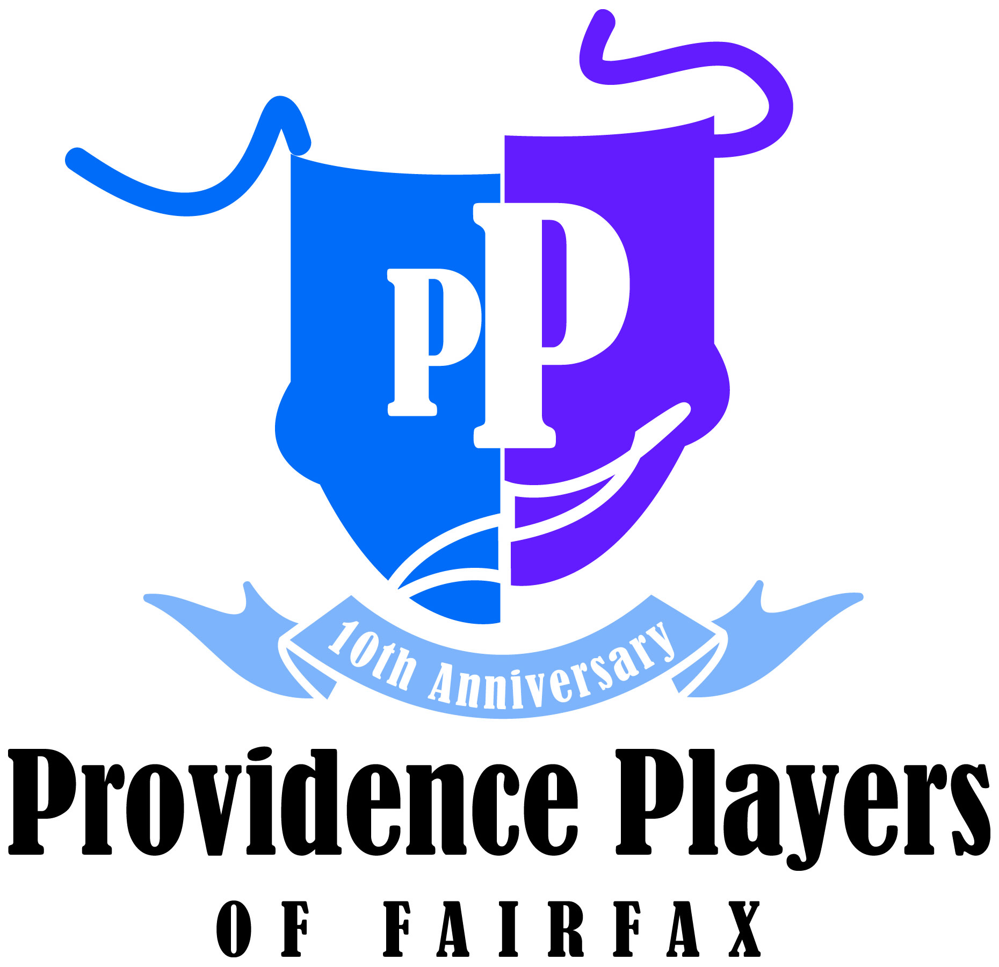 PP
10th Anniversary
Providence Players
OF FAIRFAX